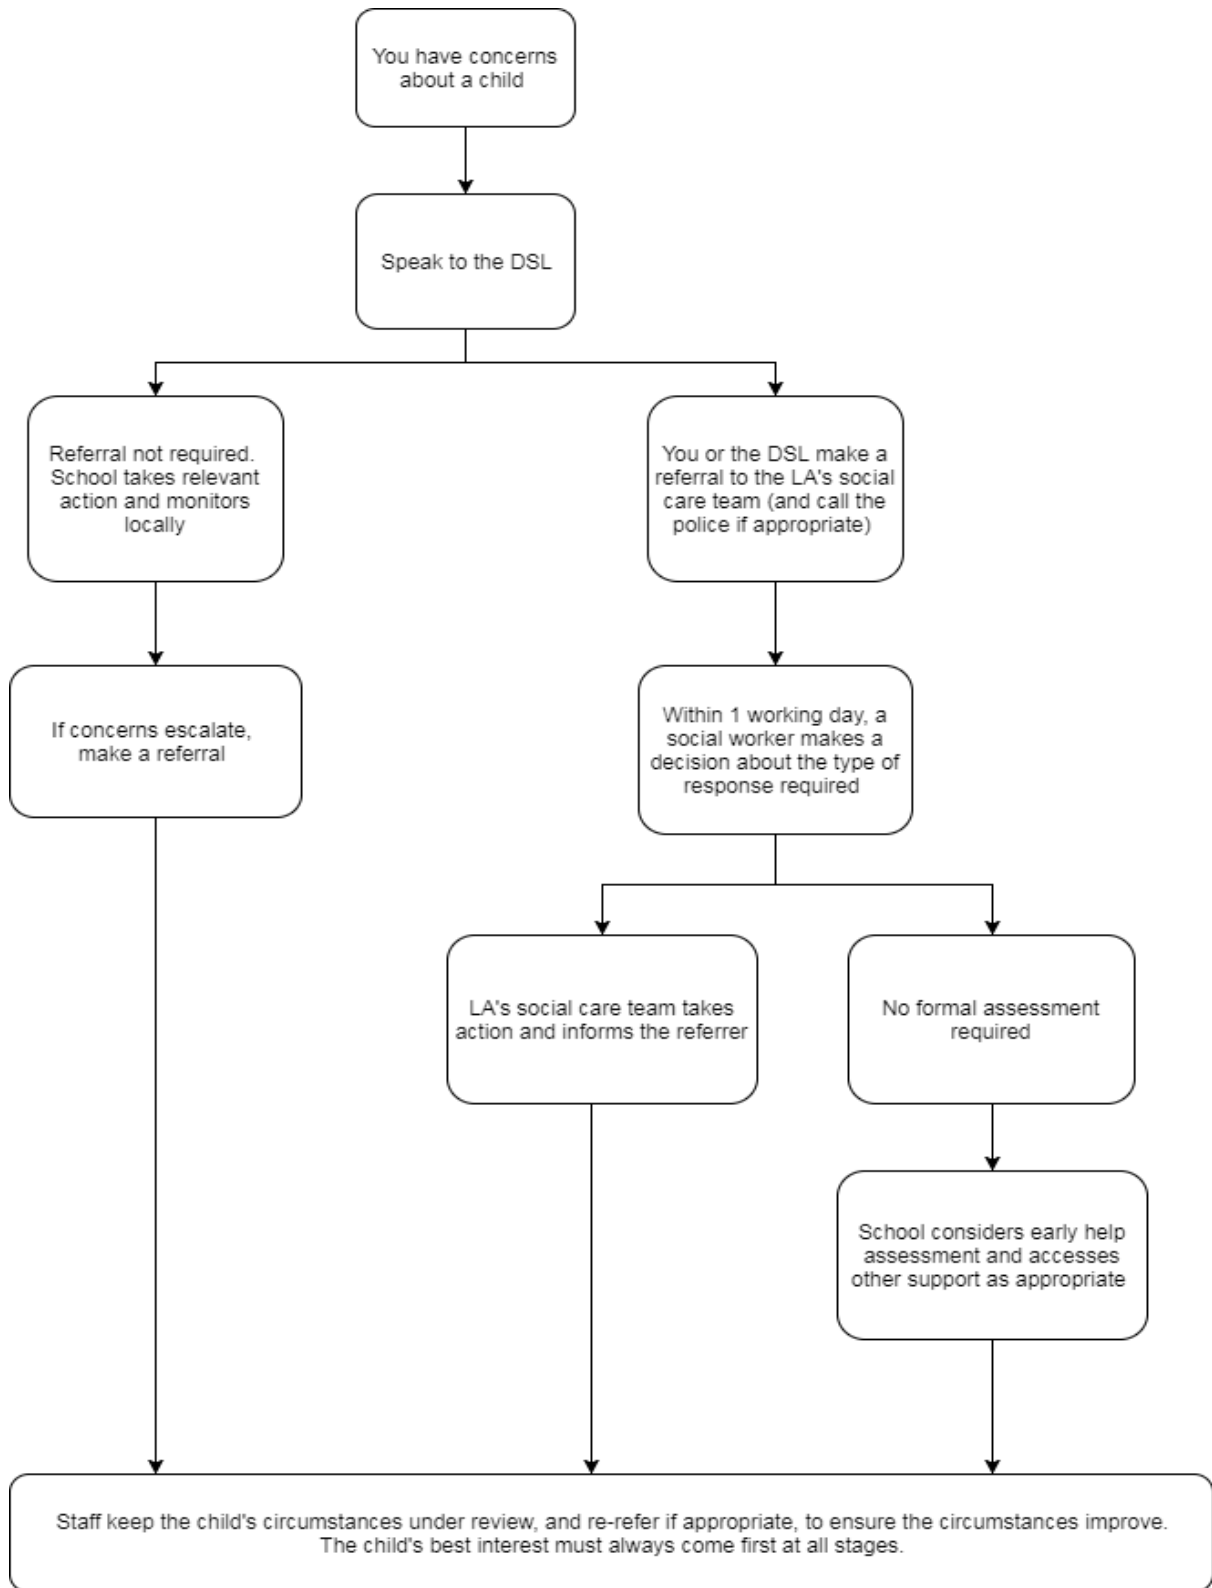 You have concerns
about a child
Speak to the DSL
Referral not required.
School takes relevant
action and monitors
locally
You or the DSL make a
referral to the LA's social
care team (and call the
police if appropriate)
If concerns escalate,
make a referral
Within 1 working day, a
social worker makes a
decision about the type of
response required
LA's social care team takes
action and informs the referrer
No formal assessment
required
School considers early help
assessment and accesses
other support as appropriate
Staff keep the child's circumstances under review, and re-refer if appropriate, to ensure the circumstances improve.
The child's best interest must always come first at all stages.